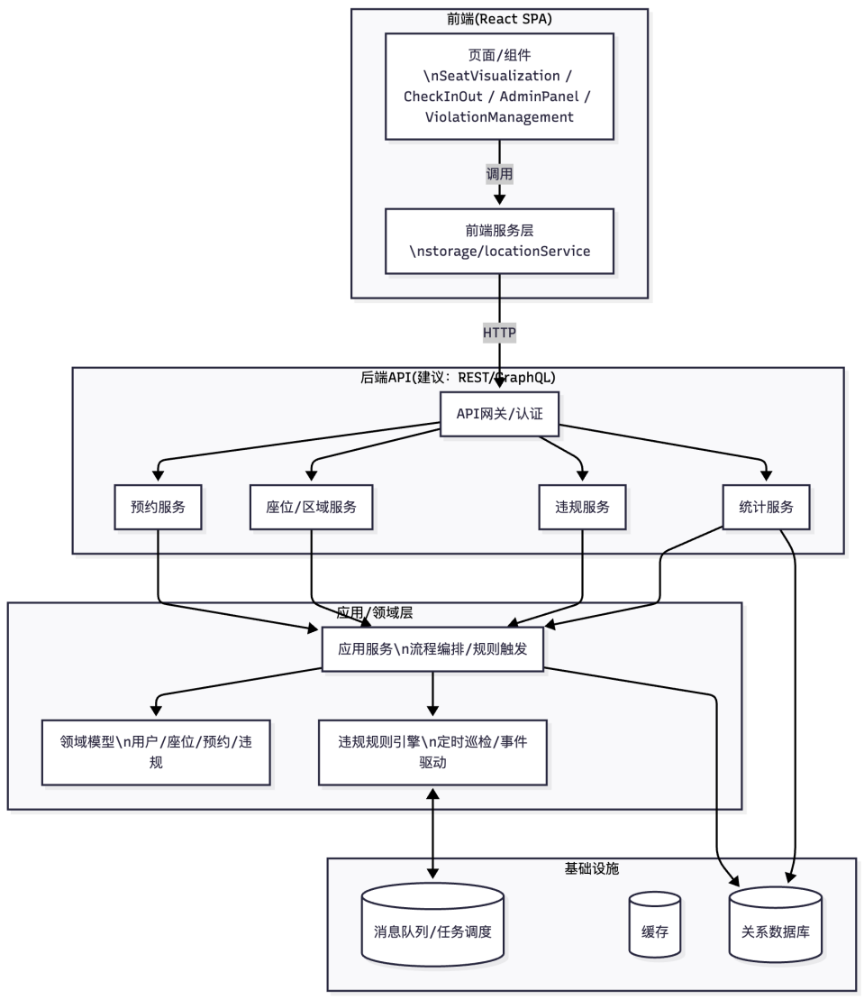 前端(React SPA)
页面/组件
\nSeatVisualization /
CheckInOut / AdminPanel /
ViolationManagement
调用
前端服务层
\nstorage/locationService
HTTP
后端API(建议：REST/GraphQL)
API网关/认证
预约服务
座位/区域服务
违规服务
统计服务
应用/领域层
应用服务\n流程编排/规则触发
领域模型\n用户/座位/预约/违
规
违规规则引擎\n定时巡检/事件
驱动
基础设施
消息队列/任务调度
缓存
关系数据库